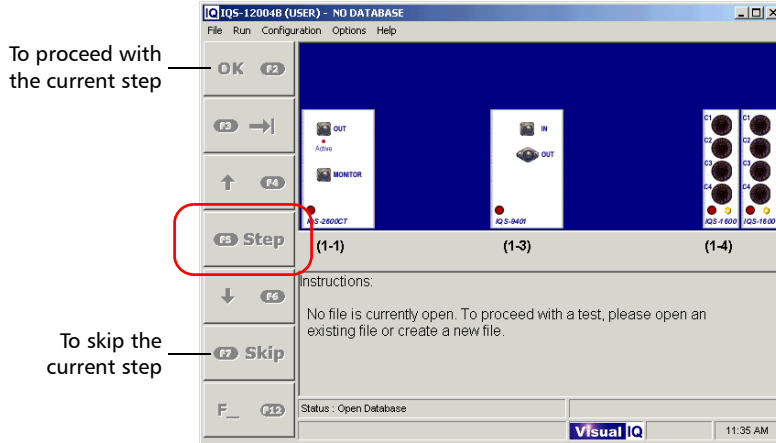 IQ IQS-12004B (USER) - NO DATABASE
File Run Configuration Options Help
To proceed with
the current step
OK F2
F3
F4
F5 Step
F6
To skip the
current step
F7 Skip
F_ F12
OUT
Active
MONITOR
IQS-2600CT
IN
OUT
IQS-9401
C1
C2
C3
C4
IQS-1600
C1
C2
C3
C4
IQS-1600
(1-1) (1-3) (1-4)
Instructions:
No file is currently open. To proceed with a test, please open an
existing file or create a new file.
Status : Open Database
Visual IQ 11:35 AM